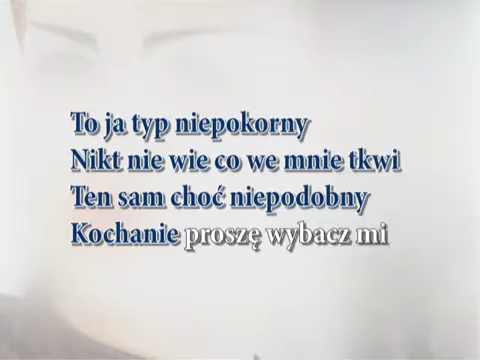 To ja typ niepokorny
Nikt nie wie co we mnie tkwi
Ten sam choć niepodobny
Kochanie proszę wybacz mi